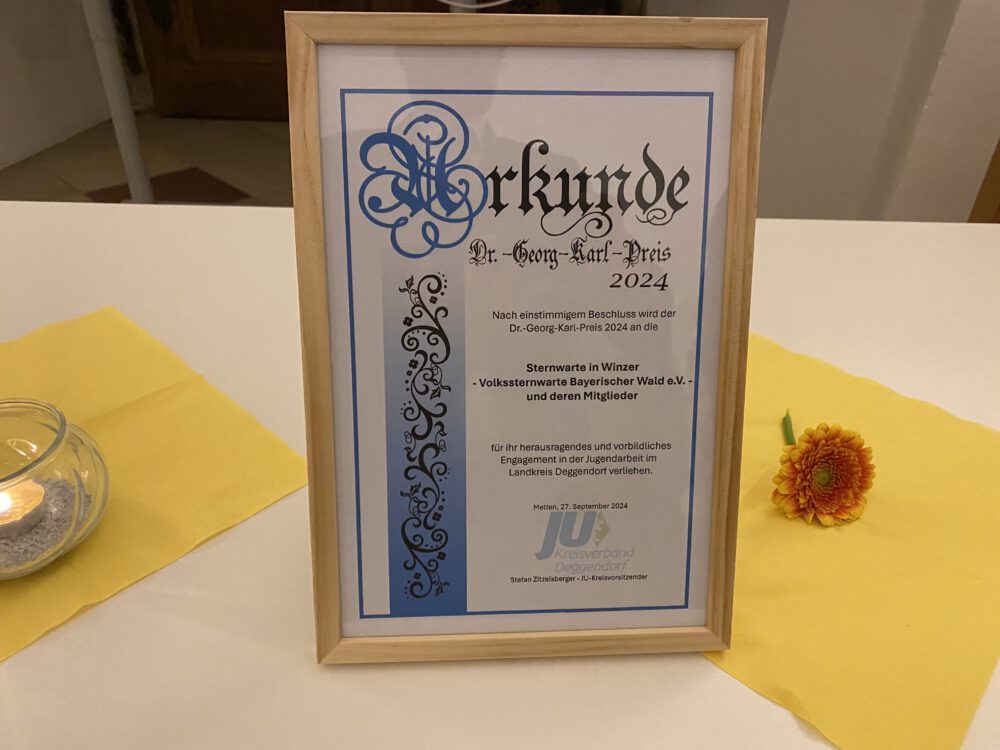 Urkunde
Dr.-Georg-Karl-Preis
2024
Nach einstimmigem Beschluss wird der
Dr.-Georg-Karl-Preis 2024 an die
Sternwarte in Winzer
- Volkssternwarte Bayerischer Wald e.V. -
und deren Mitglieder
für ihr herausragendes und vorbildliches
Engagement in der Jugendarbeit im
Landkreis Deggendorf verliehen.
Metten, 27. September 2024
JU
Kreisverband
Deggendorf
Stefan Zitzelsberger - JU-Kreisvorsitzender